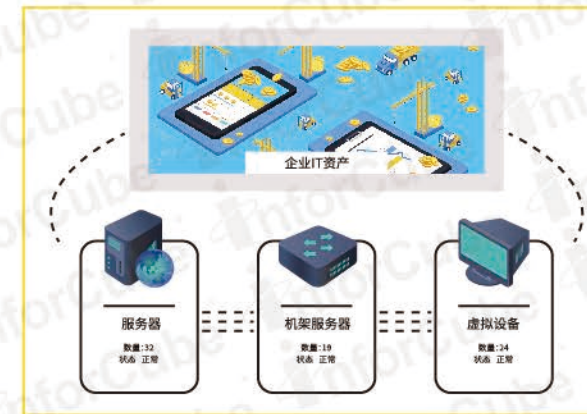 企业IT资产
服务器
数量:32
状态 正常
机架服务器
数量:19
状态 正常
虚拟设备
数量:24
状态 正常
InforCube